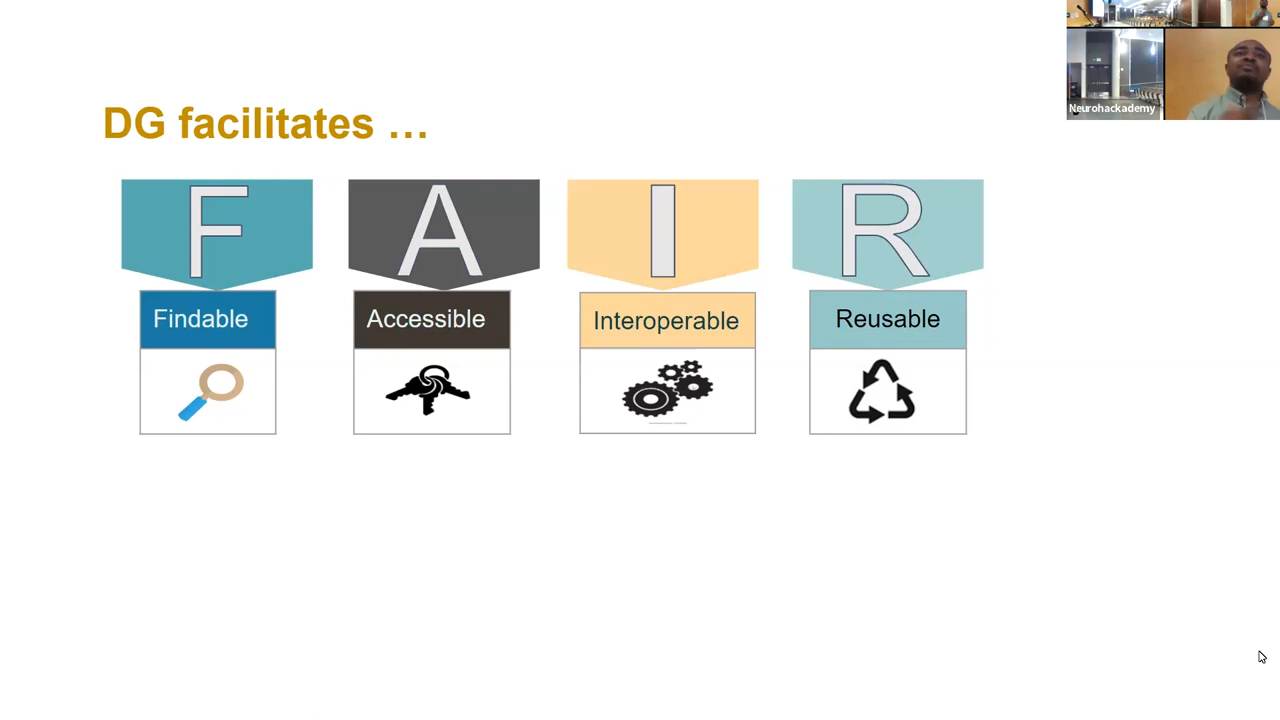 DG facilitates …
F A I R
Findable Accessible Interoperable Reusable
Neurohackademy